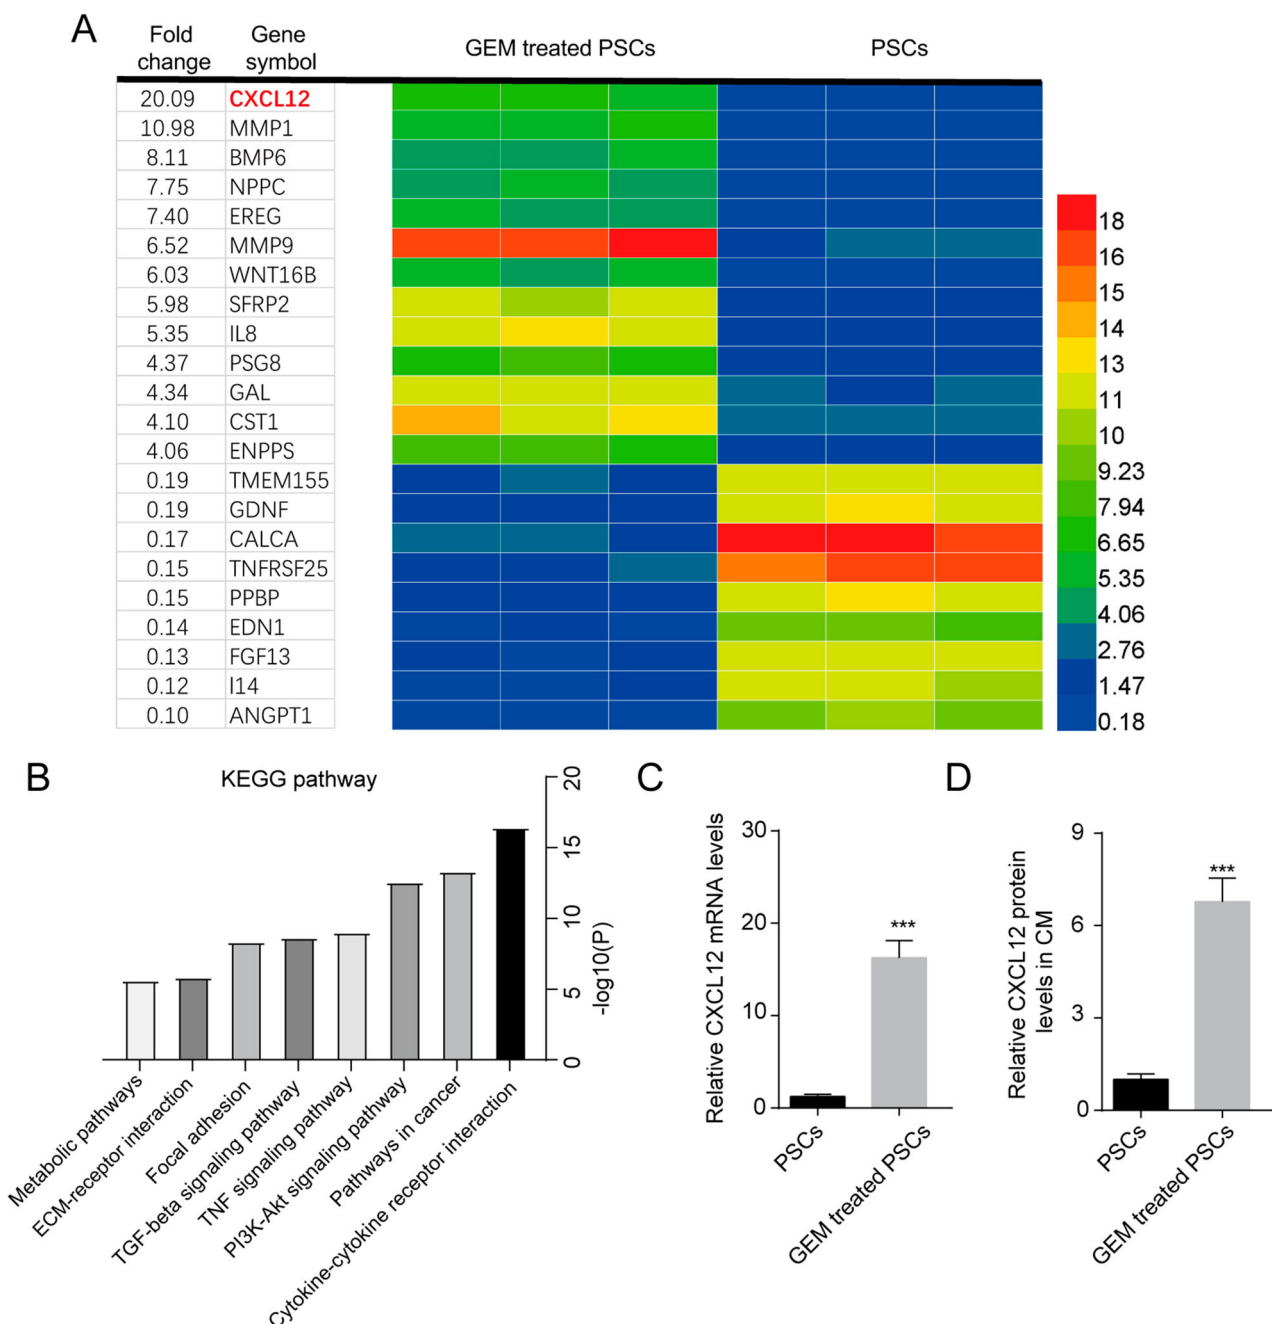 A
Fold change
Gene symbol
GEM treated PSCs
PSCs
20.09 CXCL12
10.98 MMP1
8.11 BMP6
7.75 NPPC
7.40 EREG
6.52 MMP9
6.03 WNT16B
5.98 SFRP2
5.35 IL8
4.37 PSG8
4.34 GAL
4.10 CST1
4.06 ENPPS
0.19 TMEM155
0.19 GDNF
0.17 CALCA
0.15 TNFRSF25
0.15 PPBP
0.14 EDN1
0.13 FGF13
0.12 I14
0.10 ANGPT1
18
16
15
14
13
11
10
9.23
7.94
6.65
5.35
4.06
2.76
1.47
0.18
B
KEGG pathway
20
15
10
5
0
-log10(P)
Metabolic pathways
ECM-receptor interaction
Focal adhesion
TGF-beta signaling pathway
TNF signaling pathway
PI3K-Akt signaling pathway
Pathways in cancer
Cytokine-cytokine receptor interaction
C
Relative CXCL12 mRNA levels
30
20
10
0
***
PSCs
GEM treated PSCs
D
Relative CXCL12 protein
levels in CM
9
6
3
0
***
PSCs
GEM treated PSCs